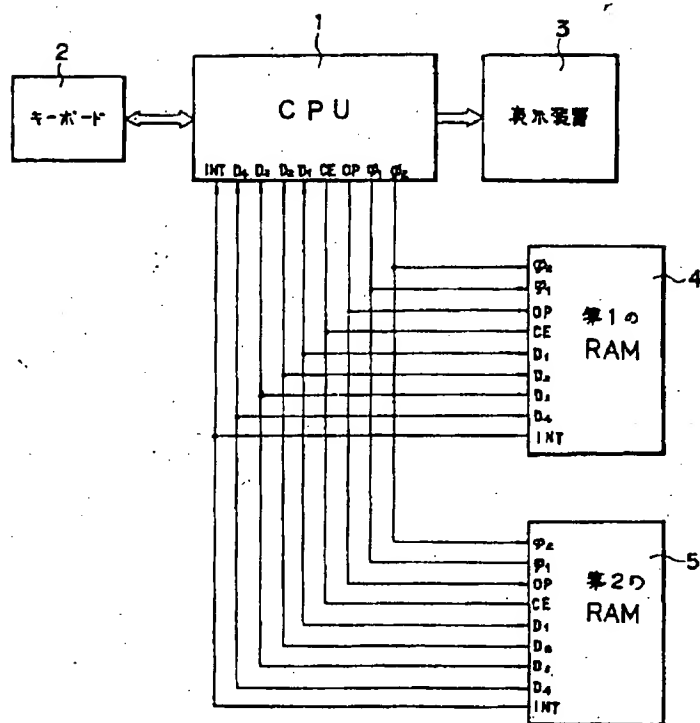 1
2
3
キーボード
CPU
表示装置
INT D₄ D₃ D₂ D₁ CE OP φ₁ φ₂
4
φ₂
φ₁
OP
CE
D₁
D₂
D₃
D₄
INT
第1の
RAM
5
φ₂
φ₁
OP
CE
D₁
D₂
D₃
D₄
INT
第2の
RAM